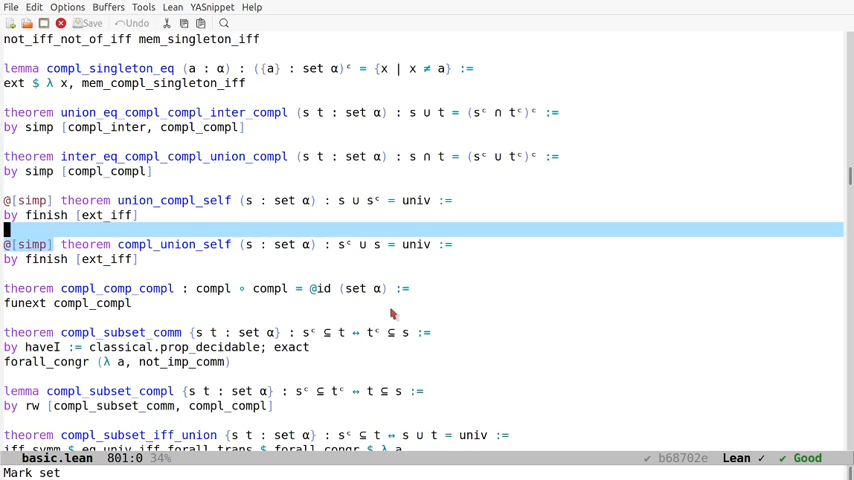 File Edit Options Buffers Tools Lean YASnippet Help
Save Undo
not_iff_not_of_iff mem_singleton_iff
lemma compl_singleton_eq (a : α) : ({a} : set α)ᶜ = {x | x ≠ a} :=
ext $ λ x, mem_compl_singleton_iff
theorem union_eq_compl_compl_inter_compl (s t : set α) : s ∪ t = (sᶜ ∩ tᶜ)ᶜ :=
by simp [compl_inter, compl_compl]
theorem inter_eq_compl_compl_union_compl (s t : set α) : s ∩ t = (sᶜ ∪ tᶜ)ᶜ :=
by simp [compl_compl]
@[simp] theorem union_compl_self (s : set α) : s ∪ sᶜ = univ :=
by finish [ext_iff]
@[simp] theorem compl_union_self (s : set α) : sᶜ ∪ s = univ :=
by finish [ext_iff]
theorem compl_comp_compl : compl ∘ compl = @id (set α) :=
funext compl_compl
theorem compl_subset_comm {s t : set α} : sᶜ ⊆ t ↔ tᶜ ⊆ s :=
by haveI := classical.prop_decidable; exact
forall_congr (λ a, not_imp_comm)
lemma compl_subset_compl {s t : set α} : sᶜ ⊆ tᶜ ↔ t ⊆ s :=
by rw [compl_subset_comm, compl_compl]
theorem compl_subset_iff_union {s t : set α} : sᶜ ⊆ t ↔ s ∪ t = univ :=
iff.symm $ eq_univ_iff_forall.trans $ forall_congr $ λ a,
basic.lean 801:0 34% ✓ b68702e Lean ✓ ✓ Good
Mark set